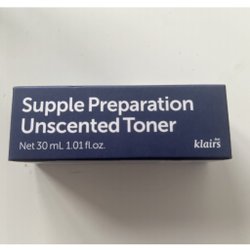 Supple Preparation
Unscented Toner
Net 30 mL 1.01 fl.oz.
klairs